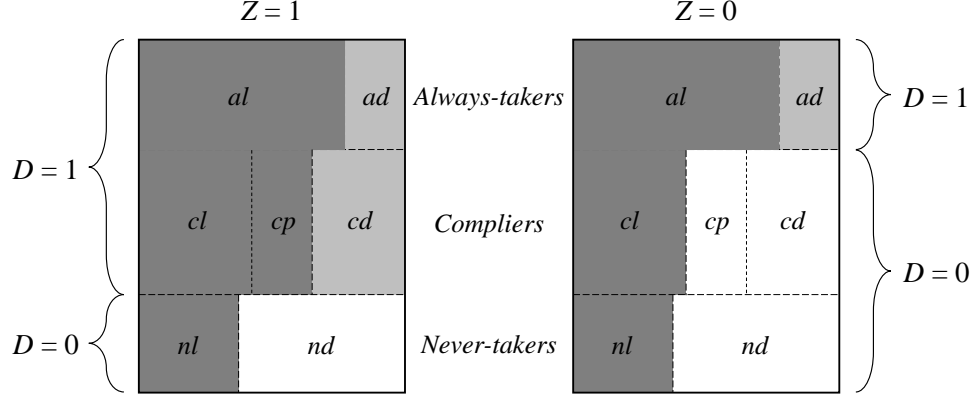 Z = 1
Z = 0
al
ad
Always-takers
al
ad
D = 1
D = 1
cl
cp
cd
Compliers
cl
cp
cd
D = 0
D = 0
nl
nd
Never-takers
nl
nd